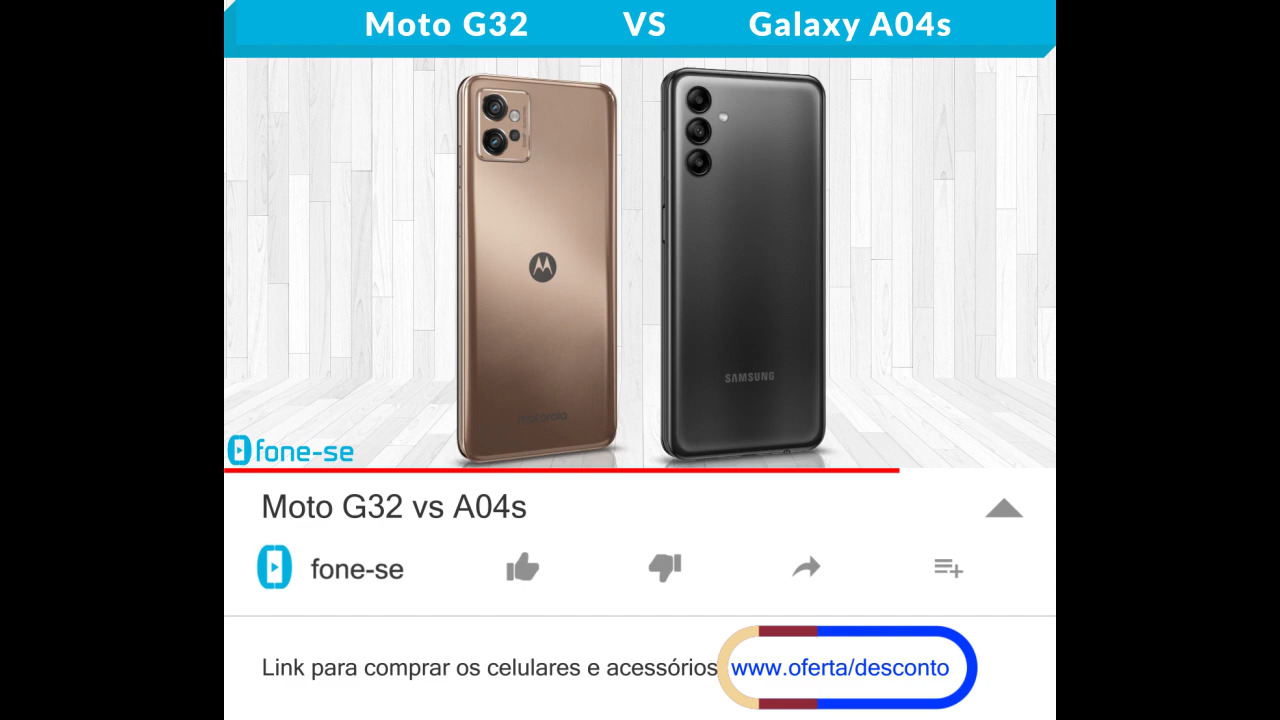 Moto G32 VS Galaxy A04s
SAMSUNG
motorola
fone-se
Moto G32 vs A04s
fone-se
Link para comprar os celulares e acessórios www.oferta/desconto